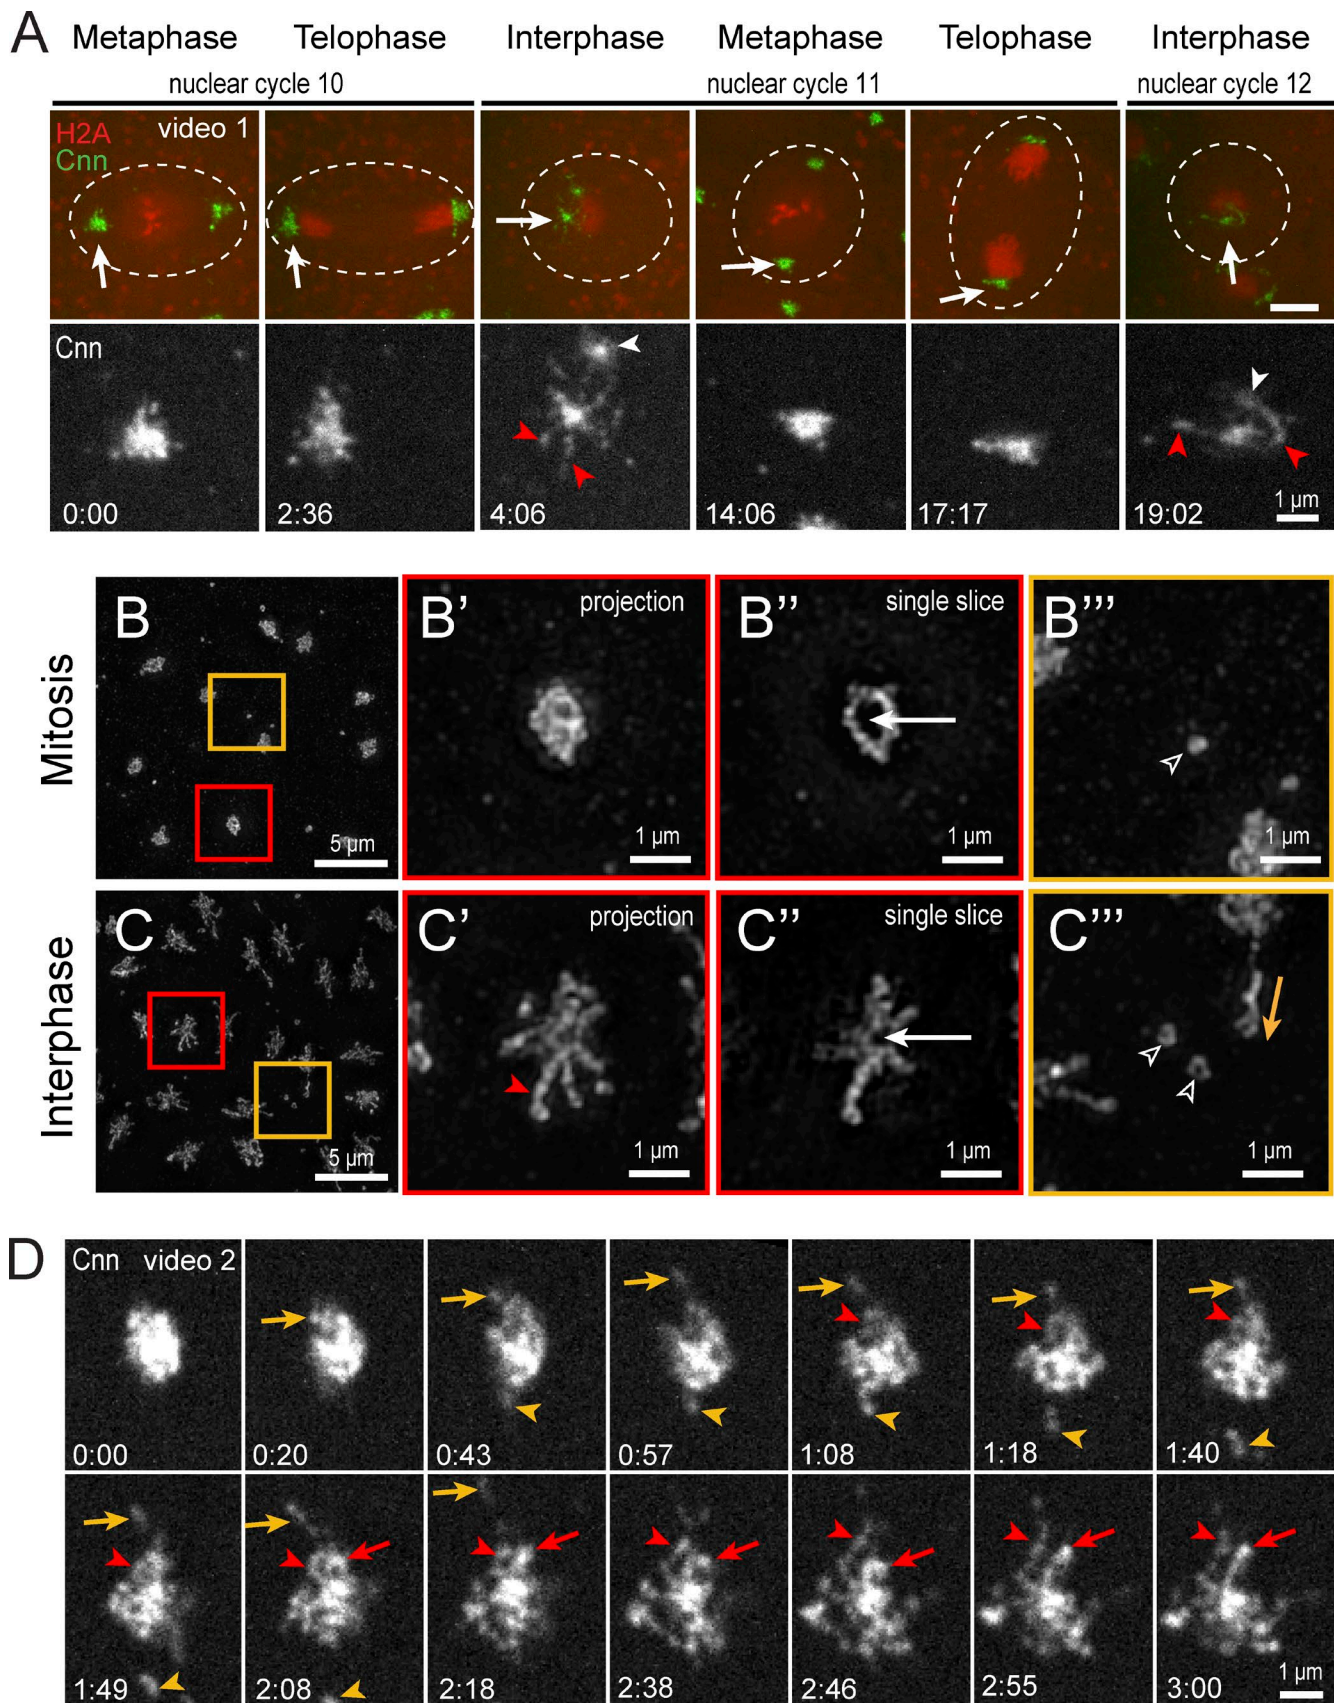 A
Metaphase Telophase Interphase Metaphase Telophase Interphase
nuclear cycle 10 nuclear cycle 11 nuclear cycle 12
H2A video 1
Cnn
Cnn
0:00 2:36 4:06 14:06 17:17 19:02
1 µm
Mitosis
B B’ projection B’’ single slice B’’’
5 µm 1 µm 1 µm 1 µm
Interphase
C C’ projection C’’ single slice C’’’
5 µm 1 µm 1 µm 1 µm
D
Cnn video 2
0:00 0:20 0:43 0:57 1:08 1:18 1:40
1:49 2:08 2:18 2:38 2:46 2:55 3:00
1 µm